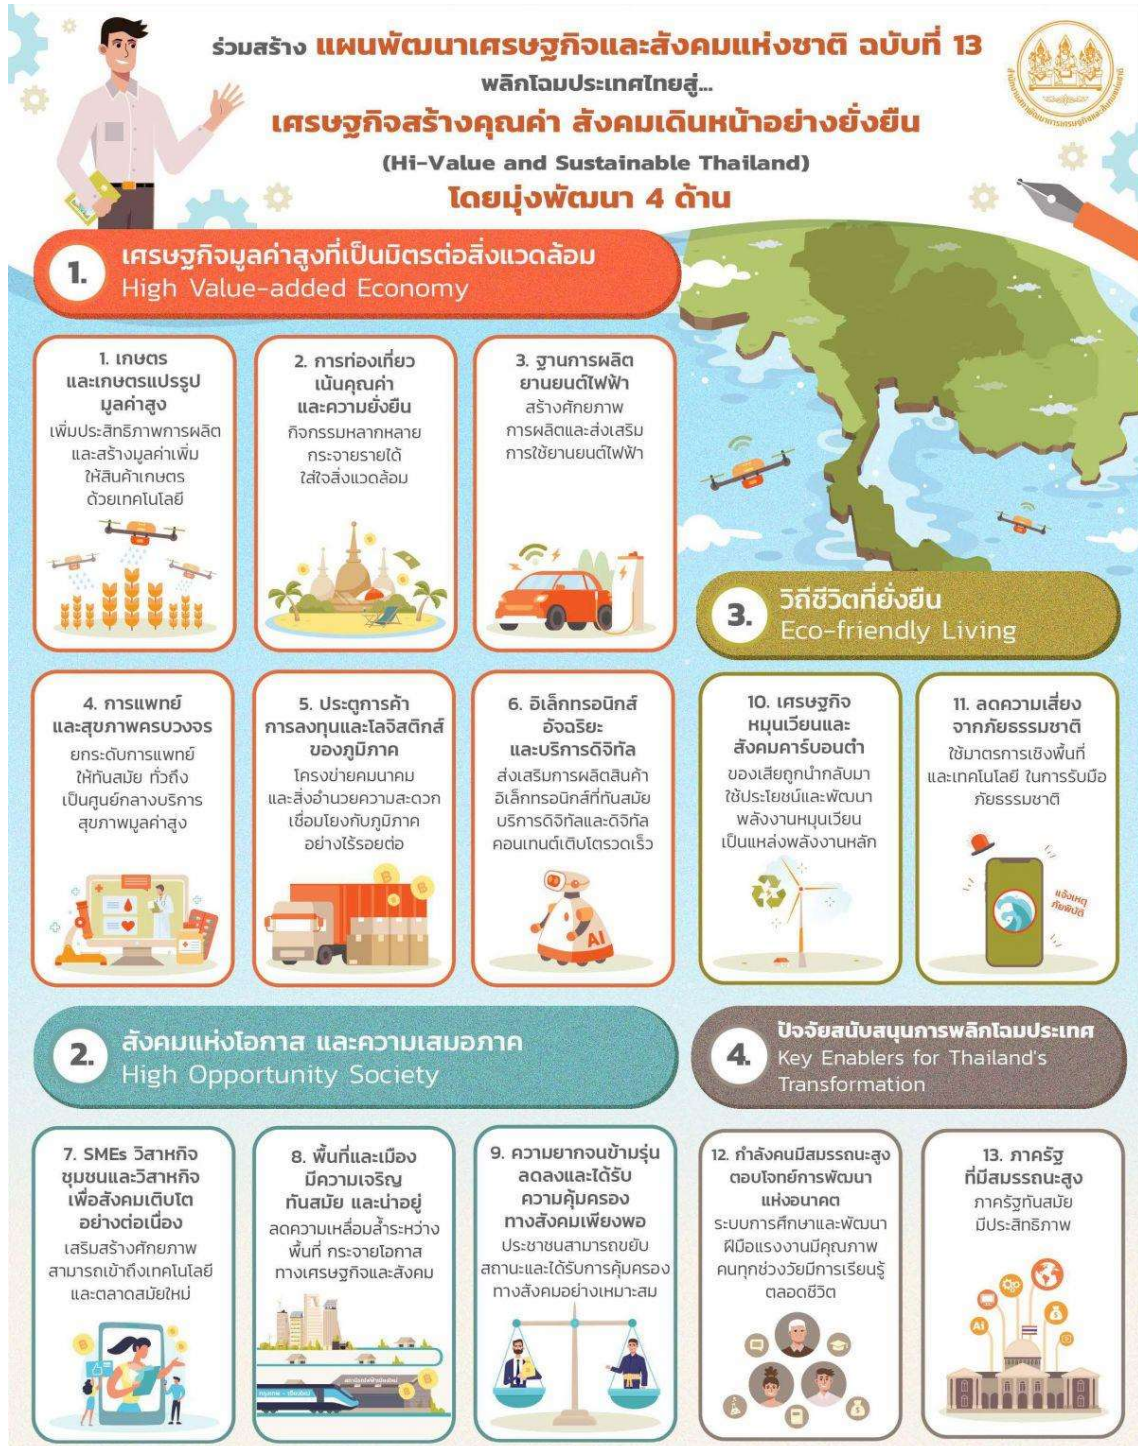 ร่วมสร้าง แผนพัฒนาเศรษฐกิจและสังคมแห่งชาติ ฉบับที่ 13
พลิกโฉมประเทศไทยสู่...
เศรษฐกิจสร้างคุณค่า สังคมเดินหน้าอย่างยั่งยืน
(Hi-Value and Sustainable Thailand)
โดยมุ่งพัฒนา 4 ด้าน
สำนักงานสภาพัฒนาการเศรษฐกิจและสังคมแห่งชาติ
1.
เศรษฐกิจมูลค่าสูงที่เป็นมิตรต่อสิ่งแวดล้อม
High Value-added Economy
1. เกษตร
และเกษตรแปรรูป
มูลค่าสูง
เพิ่มประสิทธิภาพการผลิต
และสร้างมูลค่าเพิ่ม
ให้สินค้าเกษตร
ด้วยเทคโนโลยี
2. การท่องเที่ยว
เน้นคุณค่า
และความยั่งยืน
กิจกรรมหลากหลาย
กระจายรายได้
ใส่ใจสิ่งแวดล้อม
3. ฐานการผลิต
ยานยนต์ไฟฟ้า
สร้างศักยภาพ
การผลิตและส่งเสริม
การใช้ยานยนต์ไฟฟ้า
4. การแพทย์
และสุขภาพครบวงจร
ยกระดับการแพทย์
ให้ทันสมัย ทั่วถึง
เป็นศูนย์กลางบริการ
สุขภาพมูลค่าสูง
5. ประตูการค้า
การลงทุนและโลจิสติกส์
ของภูมิภาค
โครงข่ายคมนาคม
และสิ่งอำนวยความสะดวก
เชื่อมโยงกับภูมิภาค
อย่างไร้รอยต่อ
6. อิเล็กทรอนิกส์
อัจฉริยะ
และบริการดิจิทัล
ส่งเสริมการผลิตสินค้า
อิเล็กทรอนิกส์ที่ทันสมัย
บริการดิจิทัลและดิจิทัล
คอนเทนต์เติบโตรวดเร็ว
AI
3.
วิถีชีวิตที่ยั่งยืน
Eco-friendly Living
10. เศรษฐกิจ
หมุนเวียนและ
สังคมคาร์บอนต่ำ
ของเสียถูกนำกลับมา
ใช้ประโยชน์และพัฒนา
พลังงานหมุนเวียน
เป็นแหล่งพลังงานหลัก
11. ลดความเสี่ยง
จากภัยธรรมชาติ
ใช้มาตรการเชิงพื้นที่
และเทคโนโลยี ในการรับมือ
ภัยธรรมชาติ
แจ้งเหตุ
ภัยพิบัติ
2.
สังคมแห่งโอกาส และความเสมอภาค
High Opportunity Society
7. SMEs วิสาหกิจ
ชุมชนและวิสาหกิจ
เพื่อสังคมเติบโต
อย่างต่อเนื่อง
เสริมสร้างศักยภาพ
สามารถเข้าถึงเทคโนโลยี
และตลาดสมัยใหม่
8. พื้นที่และเมือง
มีความเจริญ
ทันสมัย และน่าอยู่
ลดความเหลื่อมล้ำระหว่าง
พื้นที่ กระจายโอกาส
ทางเศรษฐกิจและสังคม
กรุงเทพ - เชียงใหม่
9. ความยากจนข้ามรุ่น
ลดลงและได้รับ
ความคุ้มครอง
ทางสังคมเพียงพอ
ประชาชนสามารถขยับ
สถานะและได้รับการคุ้มครอง
ทางสังคมอย่างเหมาะสม
4.
ปัจจัยสนับสนุนการพลิกโฉมประเทศ
Key Enablers for Thailand's
Transformation
12. กำลังคนมีสมรรถนะสูง
ตอบโจทย์การพัฒนา
แห่งอนาคต
ระบบการศึกษาและพัฒนา
ฝีมือแรงงานมีคุณภาพ
คนทุกช่วงวัยมีการเรียนรู้
ตลอดชีวิต
13. ภาครัฐ
ที่มีสมรรถนะสูง
ภาครัฐทันสมัย
มีประสิทธิภาพ
AI